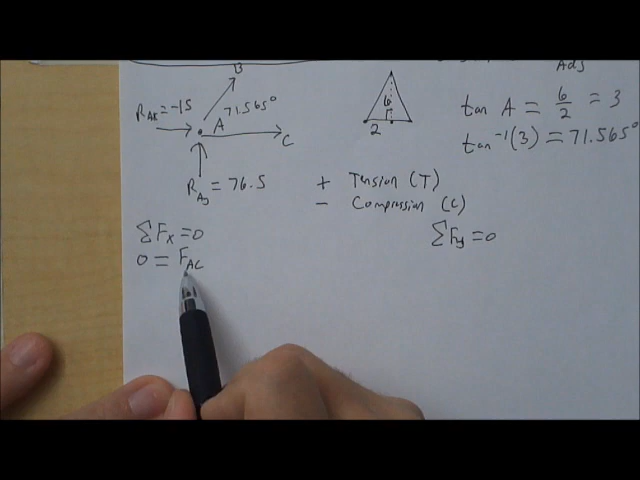 B
Adj
R_Ax = -15
A 71.565°
C
R_Ay = 76.5
6
2
tan A = 6/2 = 3
tan⁻¹(3) = 71.565°
+ Tension (T)
- Compression (C)
ΣFx = 0
0 = F_AC
ΣFy = 0